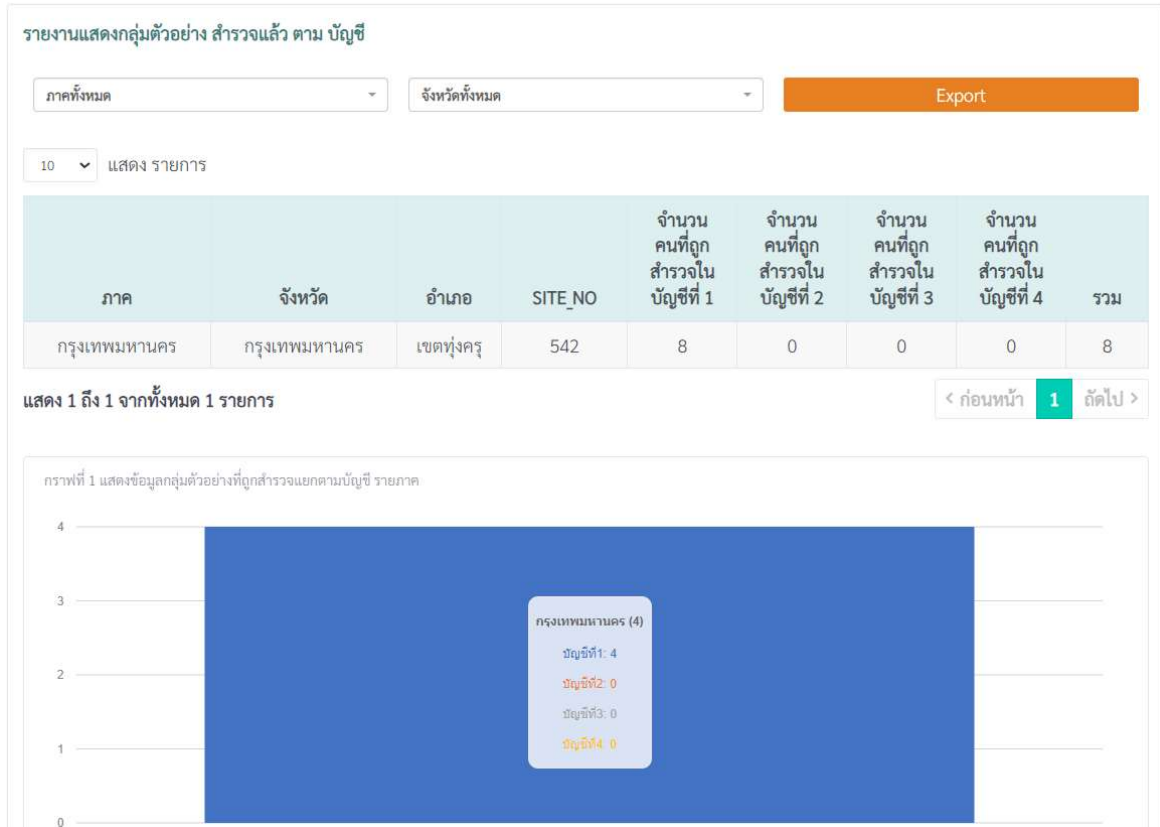 รายงานแสดงกลุ่มตัวอย่าง สำรวจแล้ว ตาม บัญชี
ภาคทั้งหมด
จังหวัดทั้งหมด
Export
10 แสดง รายการ
ภาค
จังหวัด
อำเภอ
SITE_NO
จำนวน
คนที่ถูก
สำรวจใน
บัญชีที่ 1
จำนวน
คนที่ถูก
สำรวจใน
บัญชีที่ 2
จำนวน
คนที่ถูก
สำรวจใน
บัญชีที่ 3
จำนวน
คนที่ถูก
สำรวจใน
บัญชีที่ 4
รวม
กรุงเทพมหานคร กรุงเทพมหานคร เขตทุ่งครุ 542 8 0 0 0 8
แสดง 1 ถึง 1 จากทั้งหมด 1 รายการ
< ก่อนหน้า 1 ถัดไป >
กราฟที่ 1 แสดงข้อมูลกลุ่มตัวอย่างที่ถูกสำรวจแยกตามบัญชี รายภาค
4
3
2
1
0
กรุงเทพมหานคร (4)
บัญชีที่1: 4
บัญชีที่2: 0
บัญชีที่3: 0
บัญชีที่4: 0